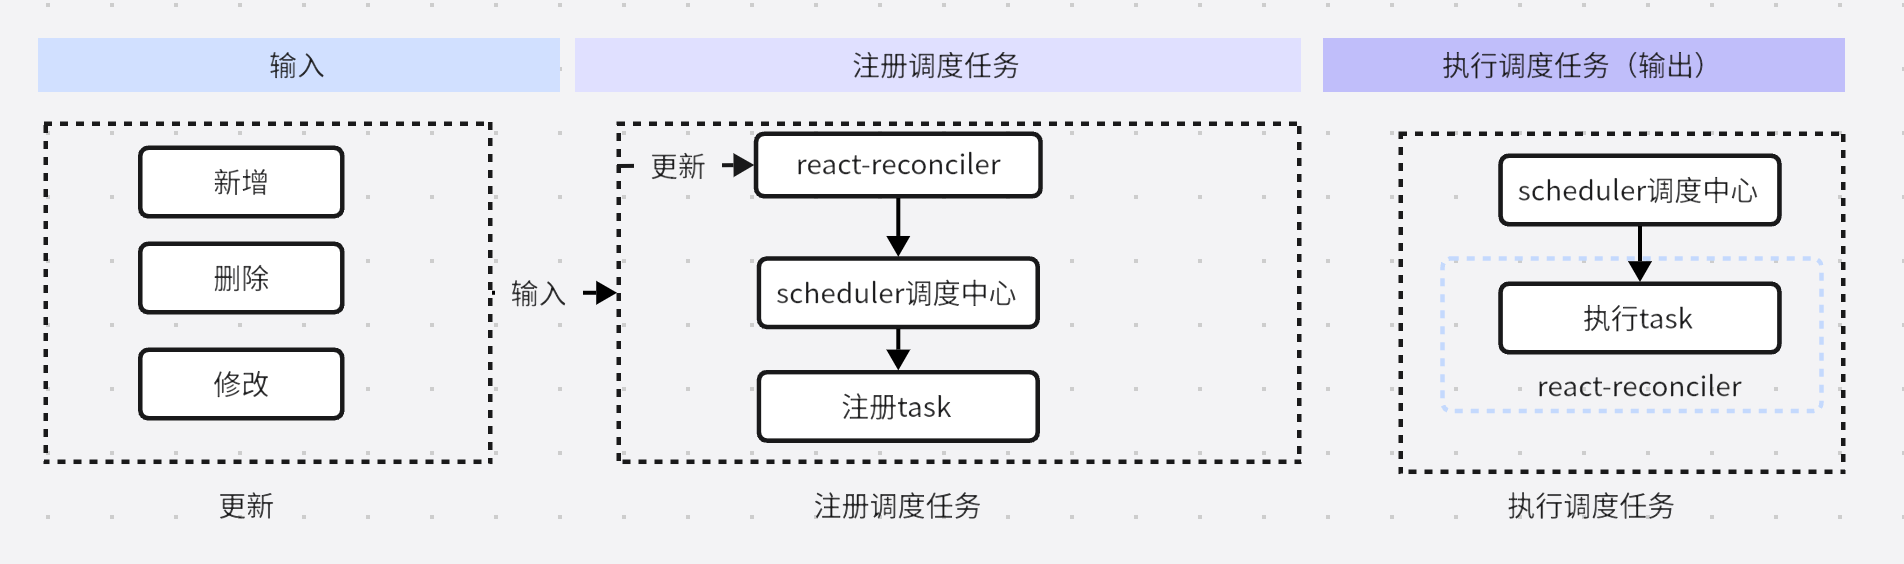 输入
注册调度任务
执行调度任务（输出）
新增
删除
修改
更新
输入
更新
react-reconciler
scheduler调度中心
注册task
注册调度任务
scheduler调度中心
执行task
react-reconciler
执行调度任务